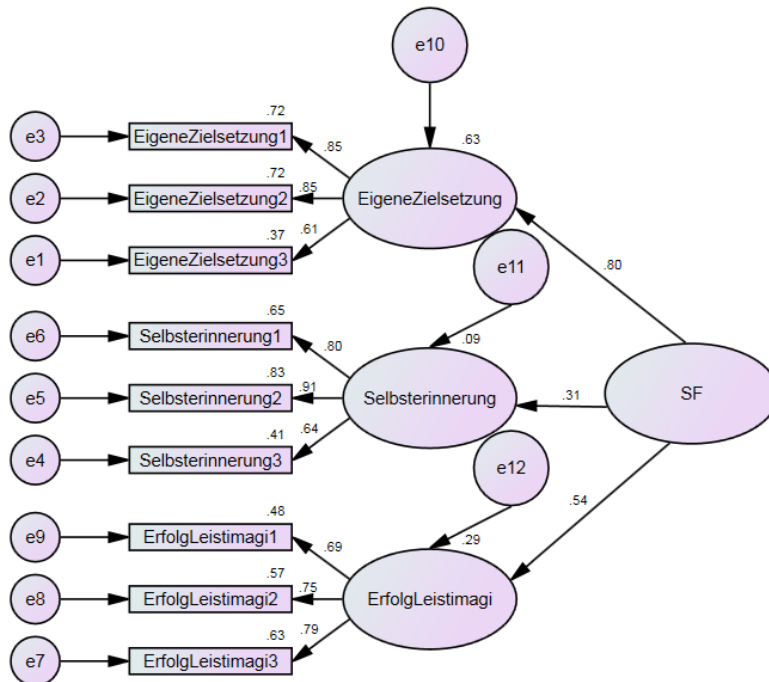 e10
.72
.63
e3
EigeneZielsetzung1
.85
.72
e2
EigeneZielsetzung2
.85
EigeneZielsetzung
.37
.61
e1
EigeneZielsetzung3
e11
.80
.65
e6
Selbsterinnerung1
.80
.09
.83
e5
Selbsterinnerung2
.91
Selbsterinnerung
.31
SF
.41
.64
e4
Selbsterinnerung3
e12
.54
.48
e9
ErfolgLeistimagi1
.69
.29
.57
e8
ErfolgLeistimagi2
.75
ErfolgLeistimagi
.63
.79
e7
ErfolgLeistimagi3